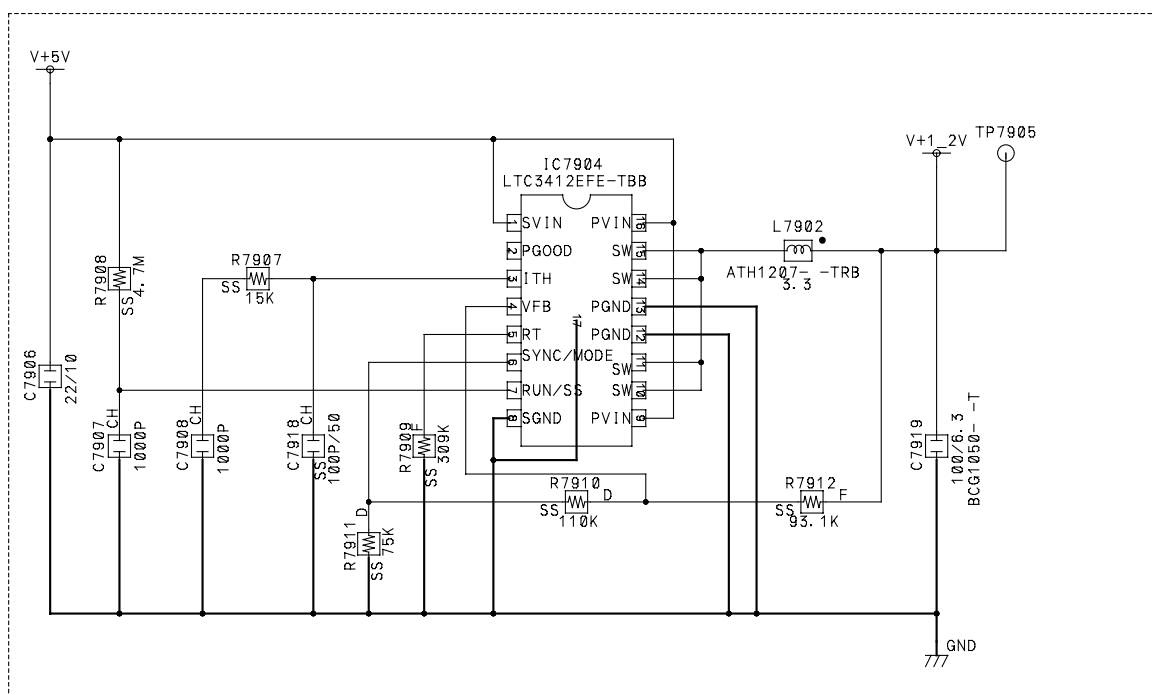 V+5V
V+1_2V
TP7905
IC7904
LTC3412EFE-TBB
1 SVIN
PVIN 16
2 PGOOD
SW 15
3 ITH
SW 14
4 VFB
PGND 13
5 RT
PGND 12
6 SYNC/MODE
SW 11
7 RUN/SS
SW 10
8 SGND
PVIN 9
17
L7902
ATH1207- -TRB
3.3
R7908
SS
4.7M
R7907
SS
15K
C7906
22/10
C7907
CH
1000P
C7908
CH
1000P
C7918
SS
CH
100P/50
R7909
SS
F
309K
R7910
SS
D
110K
R7911
SS
D
75K
R7912
SS
F
93.1K
C7919
100/6.3
BCG1050- -T
GND